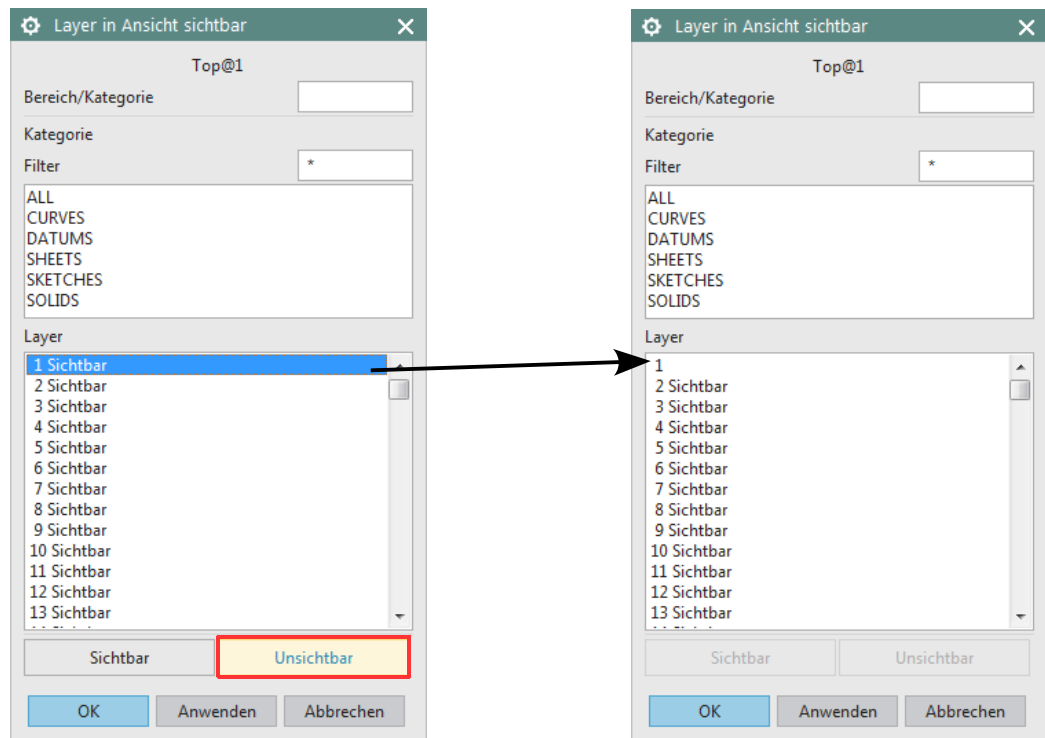 Layer in Ansicht sichtbar
Top@1
Bereich/Kategorie
Kategorie
Filter *
ALL
CURVES
DATUMS
SHEETS
SKETCHES
SOLIDS
Layer
1 Sichtbar
2 Sichtbar
3 Sichtbar
4 Sichtbar
5 Sichtbar
6 Sichtbar
7 Sichtbar
8 Sichtbar
9 Sichtbar
10 Sichtbar
11 Sichtbar
12 Sichtbar
13 Sichtbar
Sichtbar Unsichtbar
OK Anwenden Abbrechen
Layer in Ansicht sichtbar
Top@1
Bereich/Kategorie
Kategorie
Filter *
ALL
CURVES
DATUMS
SHEETS
SKETCHES
SOLIDS
Layer
1
2 Sichtbar
3 Sichtbar
4 Sichtbar
5 Sichtbar
6 Sichtbar
7 Sichtbar
8 Sichtbar
9 Sichtbar
10 Sichtbar
11 Sichtbar
12 Sichtbar
13 Sichtbar
Sichtbar Unsichtbar
OK Anwenden Abbrechen